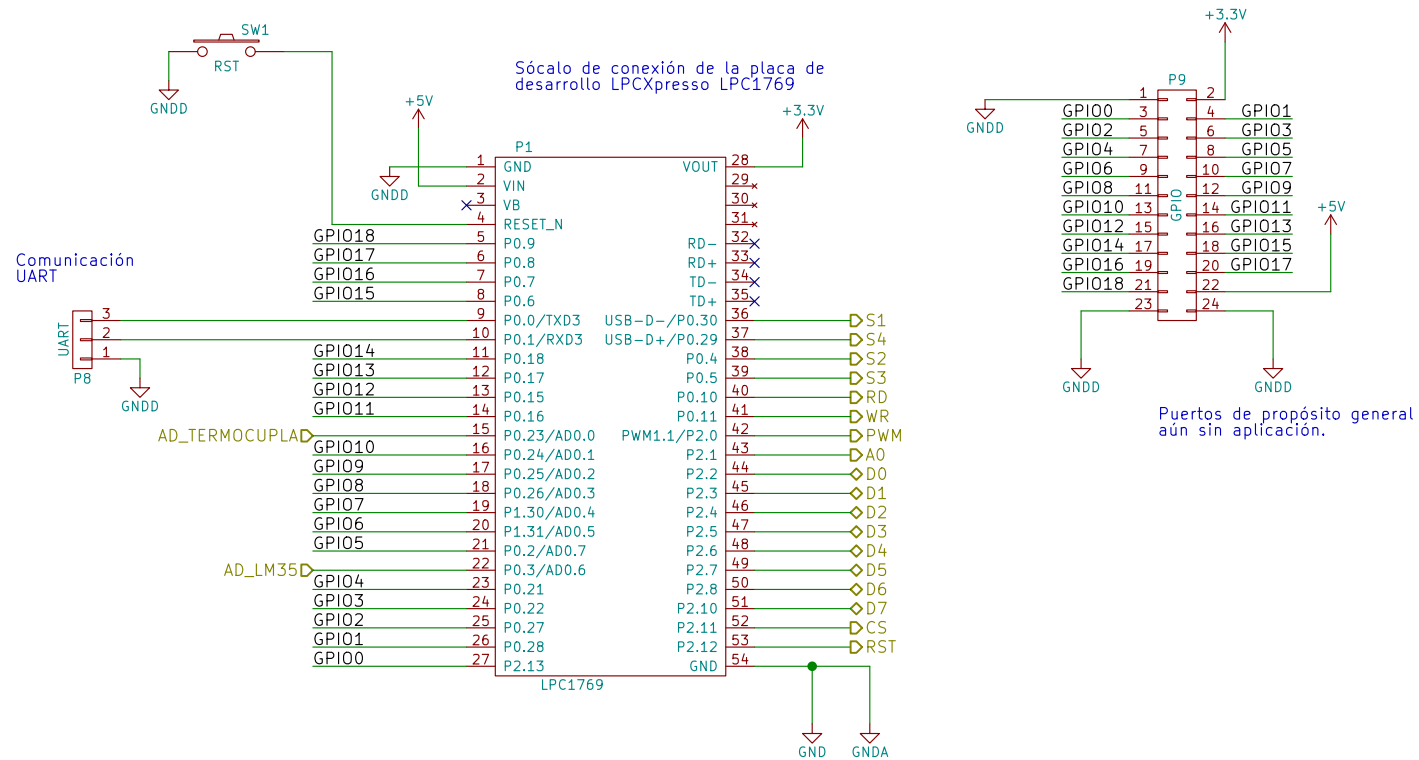 SW1
RST
GNDD
Sócalo de conexión de la placa de
desarrollo LPCXpresso LPC1769
+5V
+3.3V
P1
GNDD
1 GND
2 VIN
3 VB
4 RESET_N
GPIO18 5 P0.9
GPIO17 6 P0.8
GPIO16 7 P0.7
GPIO15 8 P0.6
9 P0.0/TXD3
10 P0.1/RXD3
GPIO14 11 P0.18
GPIO13 12 P0.17
GPIO12 13 P0.15
GPIO11 14 P0.16
AD_TERMOCUPLA 15 P0.23/AD0.0
GPIO10 16 P0.24/AD0.1
GPIO9 17 P0.25/AD0.2
GPIO8 18 P0.26/AD0.3
GPIO7 19 P1.30/AD0.4
GPIO6 20 P1.31/AD0.5
GPIO5 21 P0.2/AD0.7
AD_LM35 22 P0.3/AD0.6
GPIO4 23 P0.21
GPIO3 24 P0.22
GPIO2 25 P0.27
GPIO1 26 P0.28
GPIO0 27 P2.13
VOUT 28
29
30
31
RD- 32
RD+ 33
TD- 34
TD+ 35
USB-D-/P0.30 36 S1
USB-D+/P0.29 37 S4
P0.4 38 S2
P0.5 39 S3
P0.10 40 RD
P0.11 41 WR
PWM1.1/P2.0 42 PWM
P2.1 43 A0
P2.2 44 D0
P2.3 45 D1
P2.4 46 D2
P2.5 47 D3
P2.6 48 D4
P2.7 49 D5
P2.8 50 D6
P2.10 51 D7
P2.11 52 CS
P2.12 53 RST
GND 54
LPC1769
GND
GNDA
Comunicación
UART
UART
3
2
1
P8
GNDD
+3.3V
P9
GNDD
GPIO
1 2
GPIO0 3 4 GPIO1
GPIO2 5 6 GPIO3
GPIO4 7 8 GPIO5
GPIO6 9 10 GPIO7
GPIO8 11 12 GPIO9
GPIO10 13 14 GPIO11
GPIO12 15 16 GPIO13
GPIO14 17 18 GPIO15
GPIO16 19 20 GPIO17
GPIO18 21 22
23 24
+5V
GNDD
GNDD
Puertos de propósito general
aún sin aplicación.